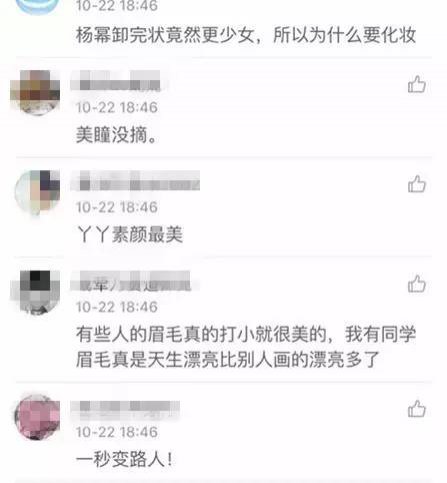 10-22 18:46
杨幂卸完状竟然更少女，所以为什么要化妆
10-22 18:46
美瞳没摘。
10-22 18:46
丫丫素颜最美
10-22 18:46
有些人的眉毛真的打小就很美的，我有同学
眉毛真是天生漂亮比别人画的漂亮多了
10-22 18:46
一秒变路人！